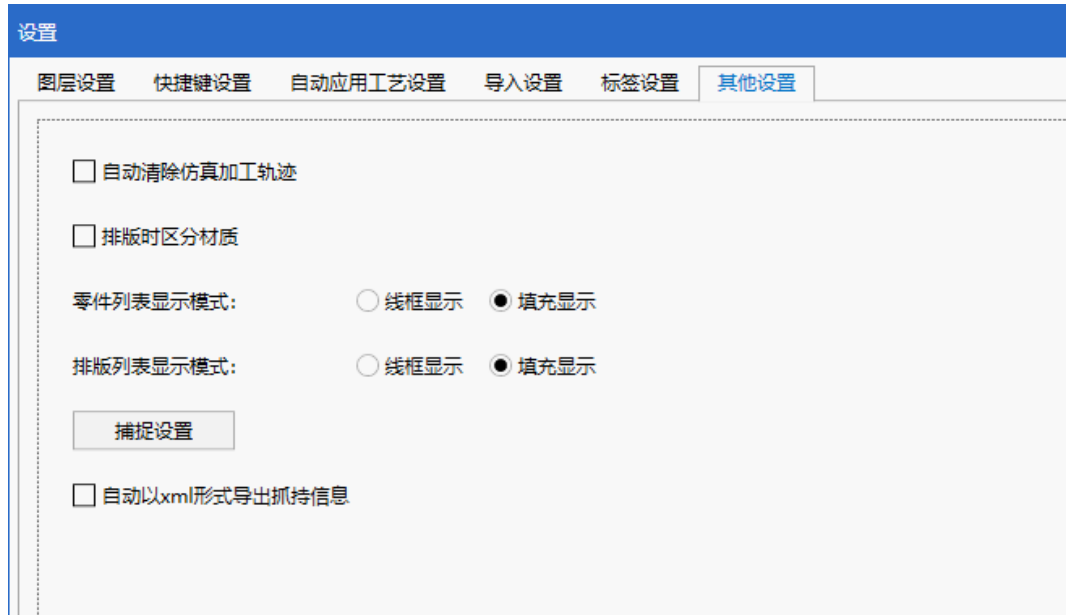 设置
图层设置 快捷键设置 自动应用工艺设置 导入设置 标签设置 其他设置
自动清除仿真加工轨迹
排版时区分材质
零件列表显示模式: 线框显示 填充显示
排版列表显示模式: 线框显示 填充显示
捕捉设置
自动以xml形式导出抓持信息